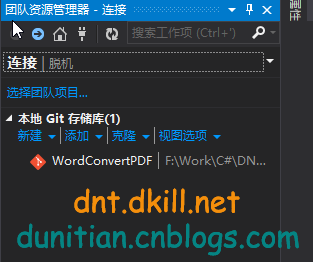 团队资源管理器 - 连接
搜索工作项 (Ctrl+')
连接 | 脱机
选择团队项目...
本地 Git 存储库(1)
新建 添加 克隆 视图选项
WordConvertPDF | F:\Work\C#\DN...
dnt.dkill.net
dunitian.cnblogs.com
属性